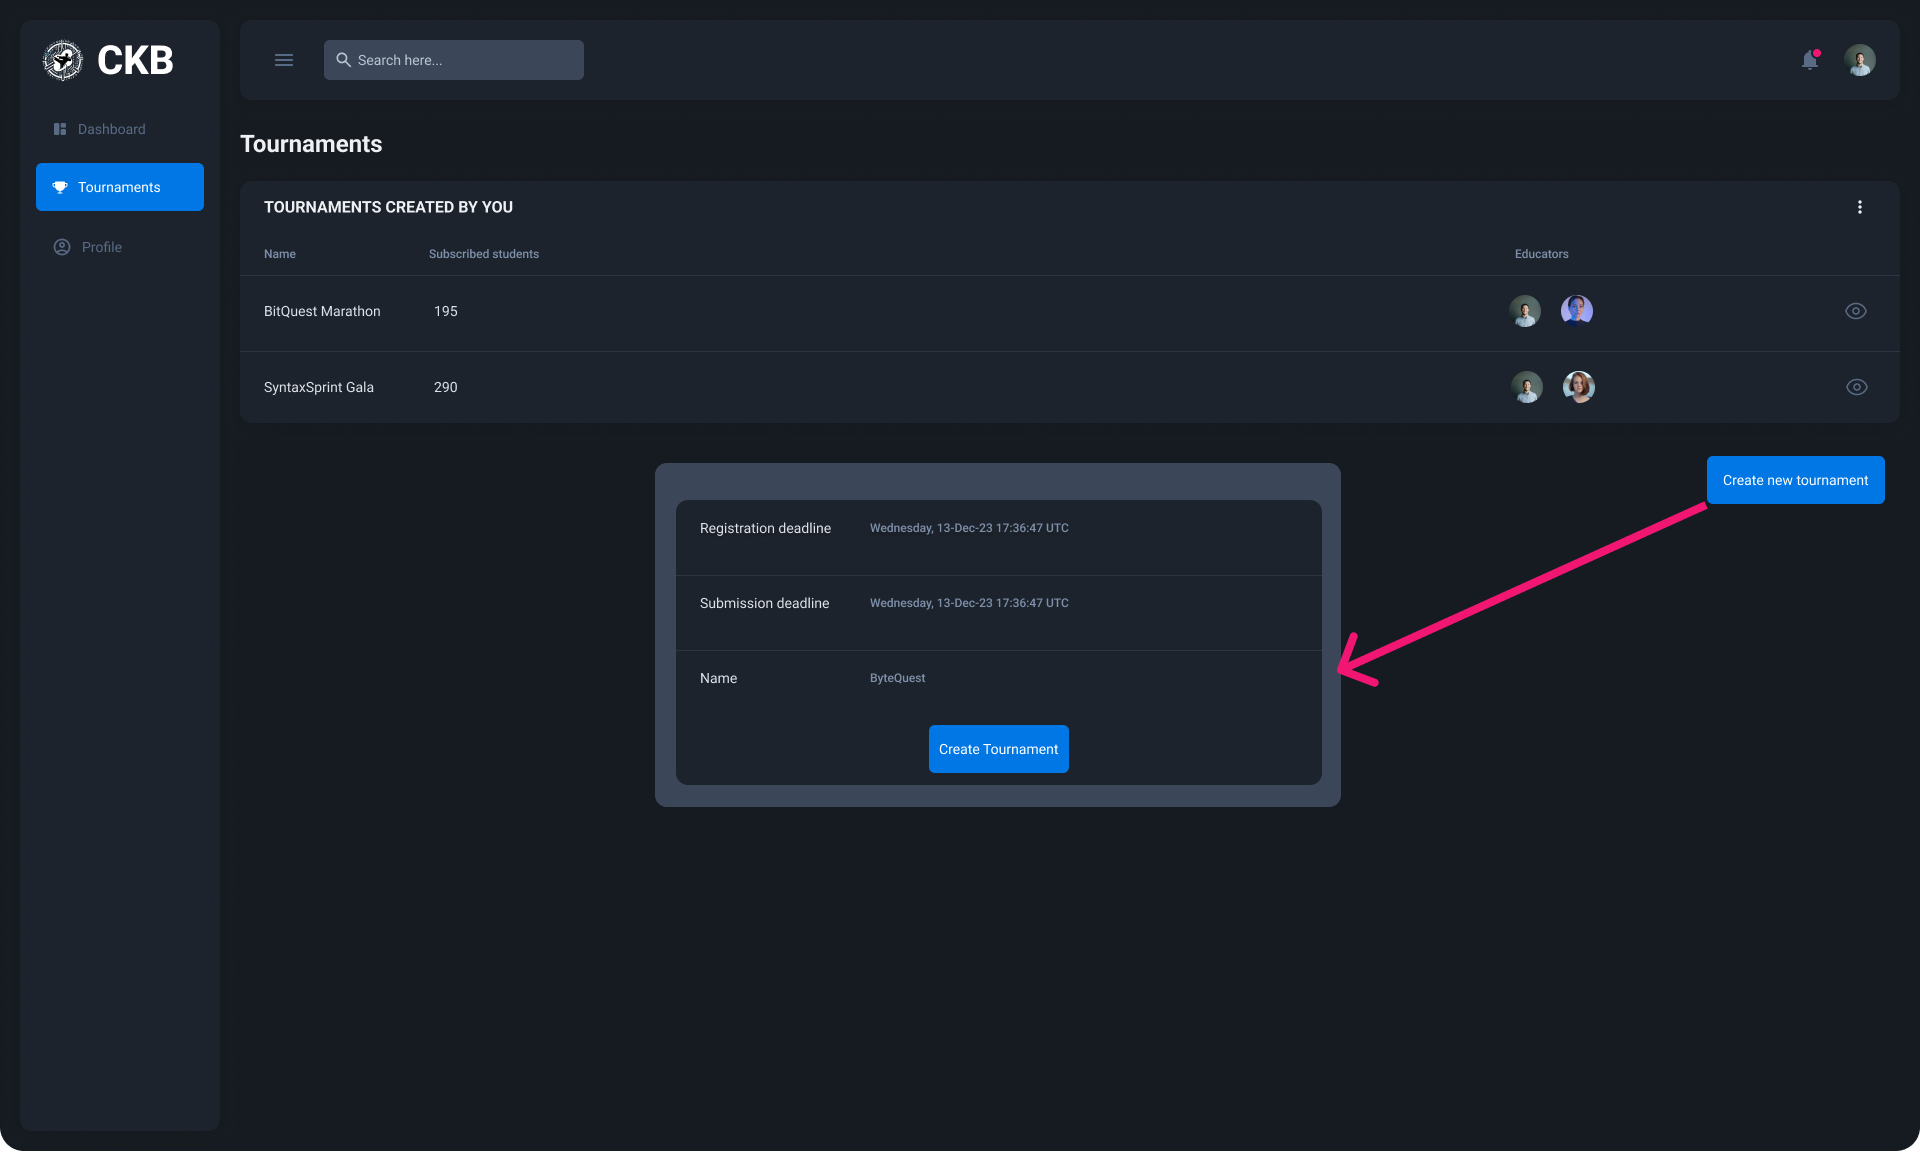 CKB
Search here...
Dashboard
Tournaments
Profile
Tournaments
TOURNAMENTS CREATED BY YOU
Name Subscribed students Educators
BitQuest Marathon 195
SyntaxSprint Gala 290
Create new tournament
Registration deadline Wednesday, 13-Dec-23 17:36:47 UTC
Submission deadline Wednesday, 13-Dec-23 17:36:47 UTC
Name ByteQuest
Create Tournament